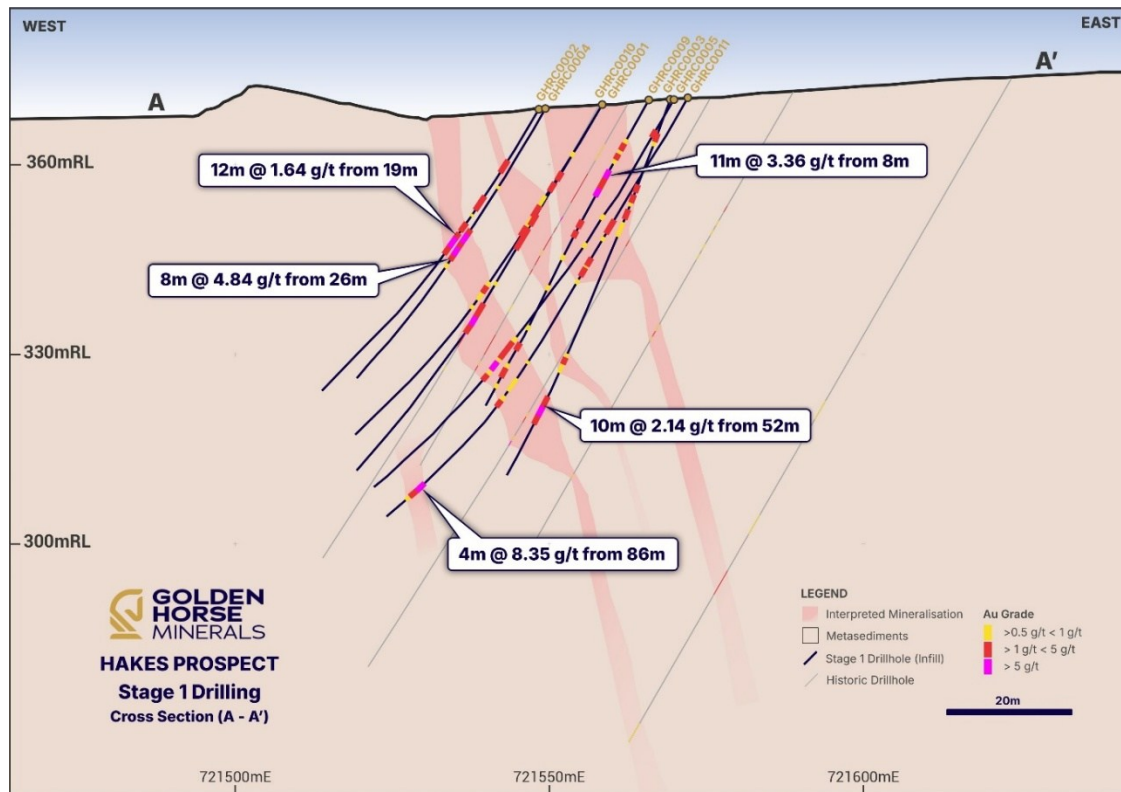 WEST
EAST
A
A'
GHRC0002
GHRC0004
GHRC0010
GHRC0001
GHRC0009
GHRC0003
GHRC0005
GHRC0011
360mRL
12m @ 1.64 g/t from 19m
11m @ 3.36 g/t from 8m
8m @ 4.84 g/t from 26m
330mRL
10m @ 2.14 g/t from 52m
300mRL
4m @ 8.35 g/t from 86m
GOLDEN
HORSE
MINERALS
HAKES PROSPECT
Stage 1 Drilling
Cross Section (A - A')
LEGEND
Interpreted Mineralisation
Metasediments
Stage 1 Drillhole (Infill)
Historic Drillhole
Au Grade
>0.5 g/t < 1 g/t
> 1 g/t < 5 g/t
> 5 g/t
20m
721500mE
721550mE
721600mE